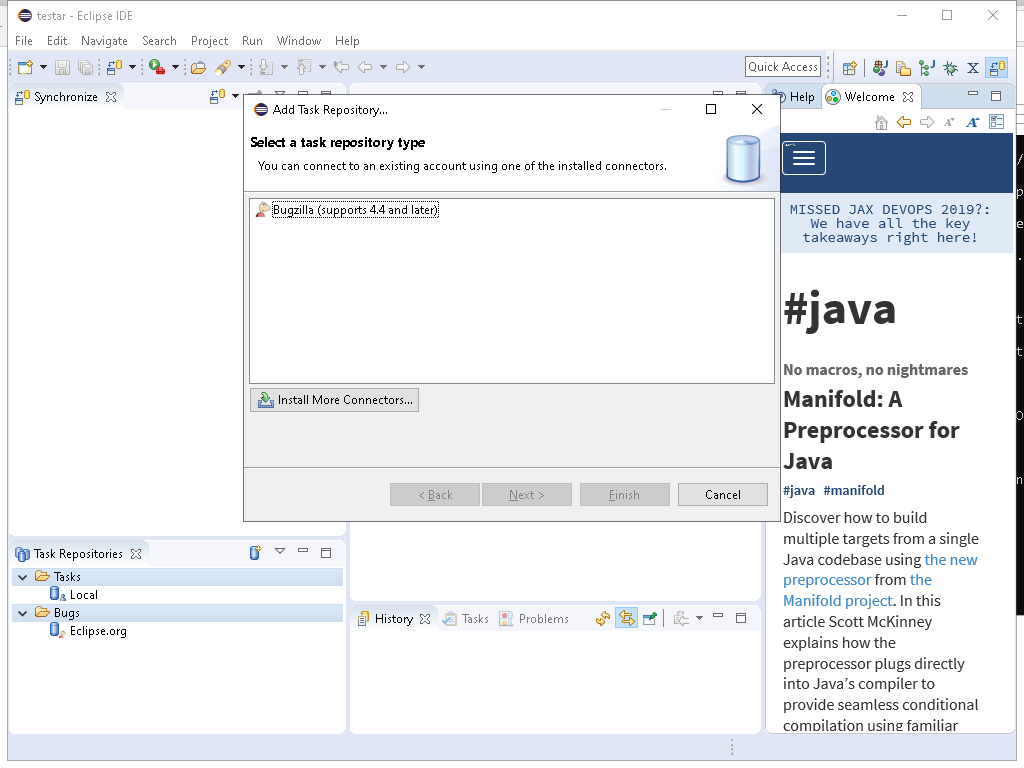 testar - Eclipse IDE
File Edit Navigate Search Project Run Window Help
Quick Access
Synchronize
Help
Welcome
Add Task Repository...
Select a task repository type
You can connect to an existing account using one of the installed connectors.
Bugzilla (supports 4.4 and later)
Install More Connectors...
< Back
Next >
Finish
Cancel
MISSED JAX DEVOPS 2019?:
We have all the key
takeaways right here!
#java
No macros, no nightmares
Manifold: A
Preprocessor for
Java
#java #manifold
Discover how to build
multiple targets from a single
Java codebase using the new
preprocessor from the
Manifold project. In this
article Scott McKinney
explains how the
preprocessor plugs directly
into Java’s compiler to
provide seamless conditional
compilation using familiar
Task Repositories
Tasks
Local
Bugs
Eclipse.org
History
Tasks
Problems